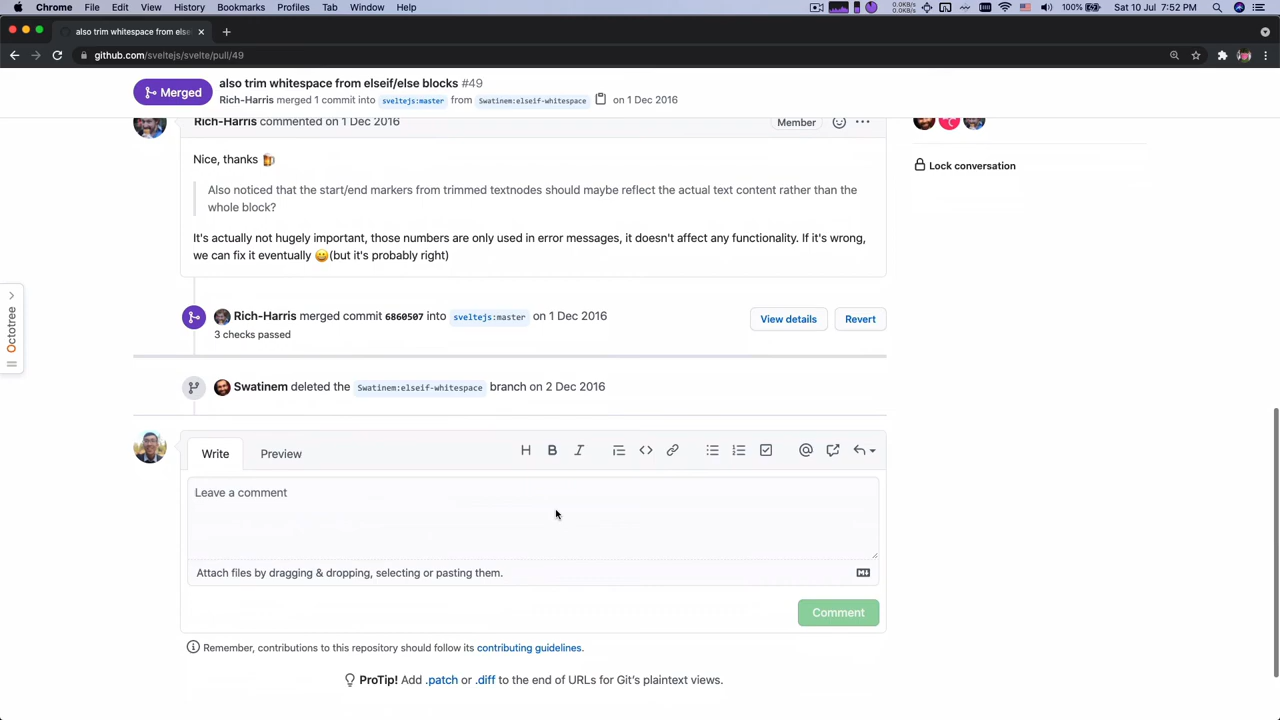 Chrome File Edit View History Bookmarks Profiles Tab Window Help 0.0KB/s 0.0KB/s 100% Sat 10 Jul 7:52 PM
also trim whitespace from else
github.com/sveltejs/svelte/pull/49
Merged
also trim whitespace from elseif/else blocks #49
Rich-Harris merged 1 commit into sveltejs:master from Swatinem:elseif-whitespace on 1 Dec 2016
Rich-Harris commented on 1 Dec 2016 Member
Lock conversation
Nice, thanks
Also noticed that the start/end markers from trimmed textnodes should maybe reflect the actual text content rather than the
whole block?
It's actually not hugely important, those numbers are only used in error messages, it doesn't affect any functionality. If it's wrong,
we can fix it eventually 😀(but it's probably right)
Octotree
Rich-Harris merged commit 6860507 into sveltejs:master on 1 Dec 2016 View details Revert
3 checks passed
Swatinem deleted the Swatinem:elseif-whitespace branch on 2 Dec 2016
Write Preview
Leave a comment
Attach files by dragging & dropping, selecting or pasting them.
Comment
Remember, contributions to this repository should follow its contributing guidelines.
ProTip! Add .patch or .diff to the end of URLs for Git's plaintext views.